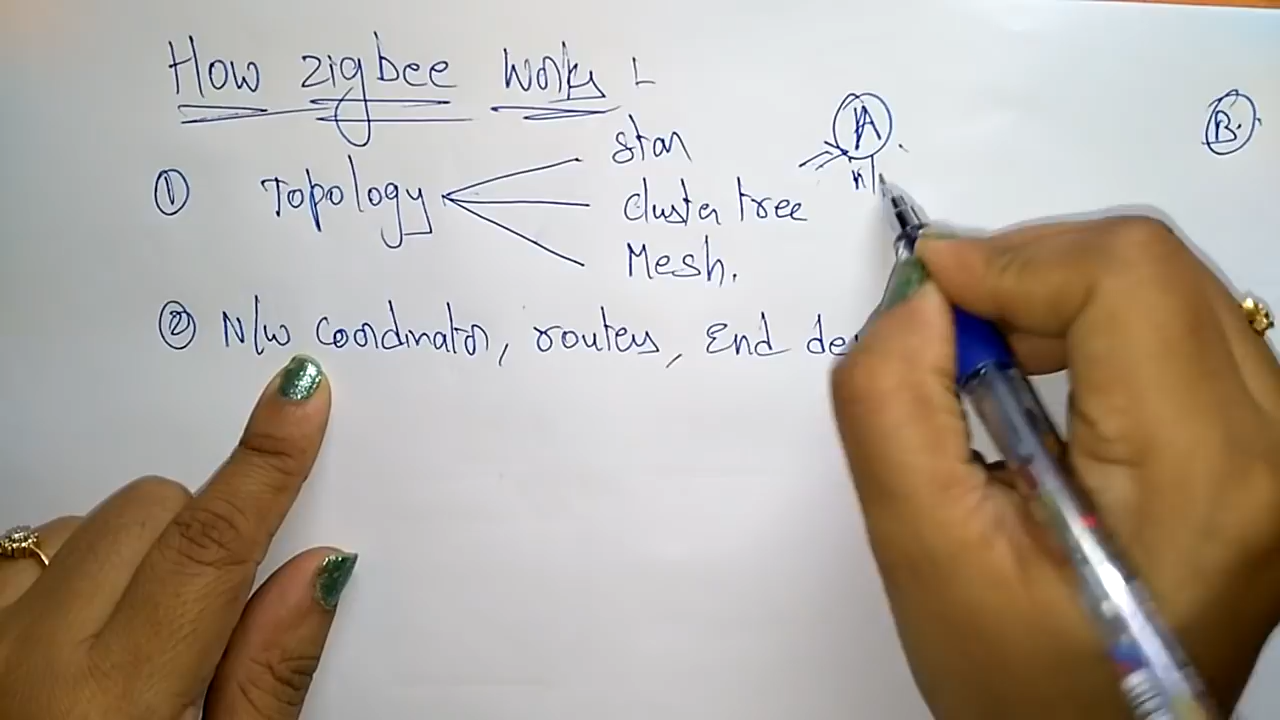 How zigbee works :-
① Topology
star
cluster tree
Mesh.
② N/w coordinator, routers, End de
A
B.